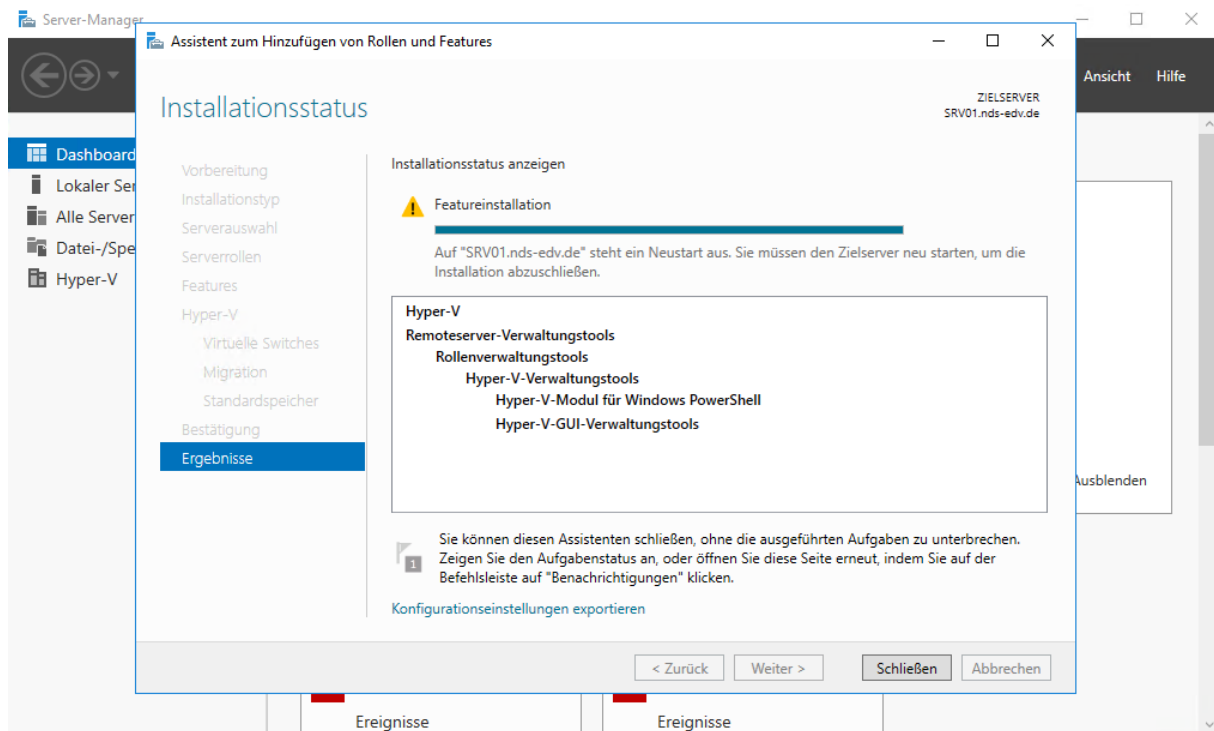 Server-Manager
Assistent zum Hinzufügen von Rollen und Features
Ansicht Hilfe
Installationsstatus
ZIELSERVER
SRV01.nds-edv.de
Dashboard
Lokaler Ser
Alle Server
Datei-/Spe
Hyper-V
Vorbereitung
Installationstyp
Serverauswahl
Serverrollen
Features
Hyper-V
Virtuelle Switches
Migration
Standardspeicher
Bestätigung
Ergebnisse
Installationsstatus anzeigen
Featureinstallation
Auf "SRV01.nds-edv.de" steht ein Neustart aus. Sie müssen den Zielserver neu starten, um die
Installation abzuschließen.
Hyper-V
Remoteserver-Verwaltungstools
Rollenverwaltungstools
Hyper-V-Verwaltungstools
Hyper-V-Modul für Windows PowerShell
Hyper-V-GUI-Verwaltungstools
Ausblenden
1
Sie können diesen Assistenten schließen, ohne die ausgeführten Aufgaben zu unterbrechen.
Zeigen Sie den Aufgabenstatus an, oder öffnen Sie diese Seite erneut, indem Sie auf der
Befehlsleiste auf "Benachrichtigungen" klicken.
Konfigurationseinstellungen exportieren
< Zurück Weiter > Schließen Abbrechen
Ereignisse Ereignisse